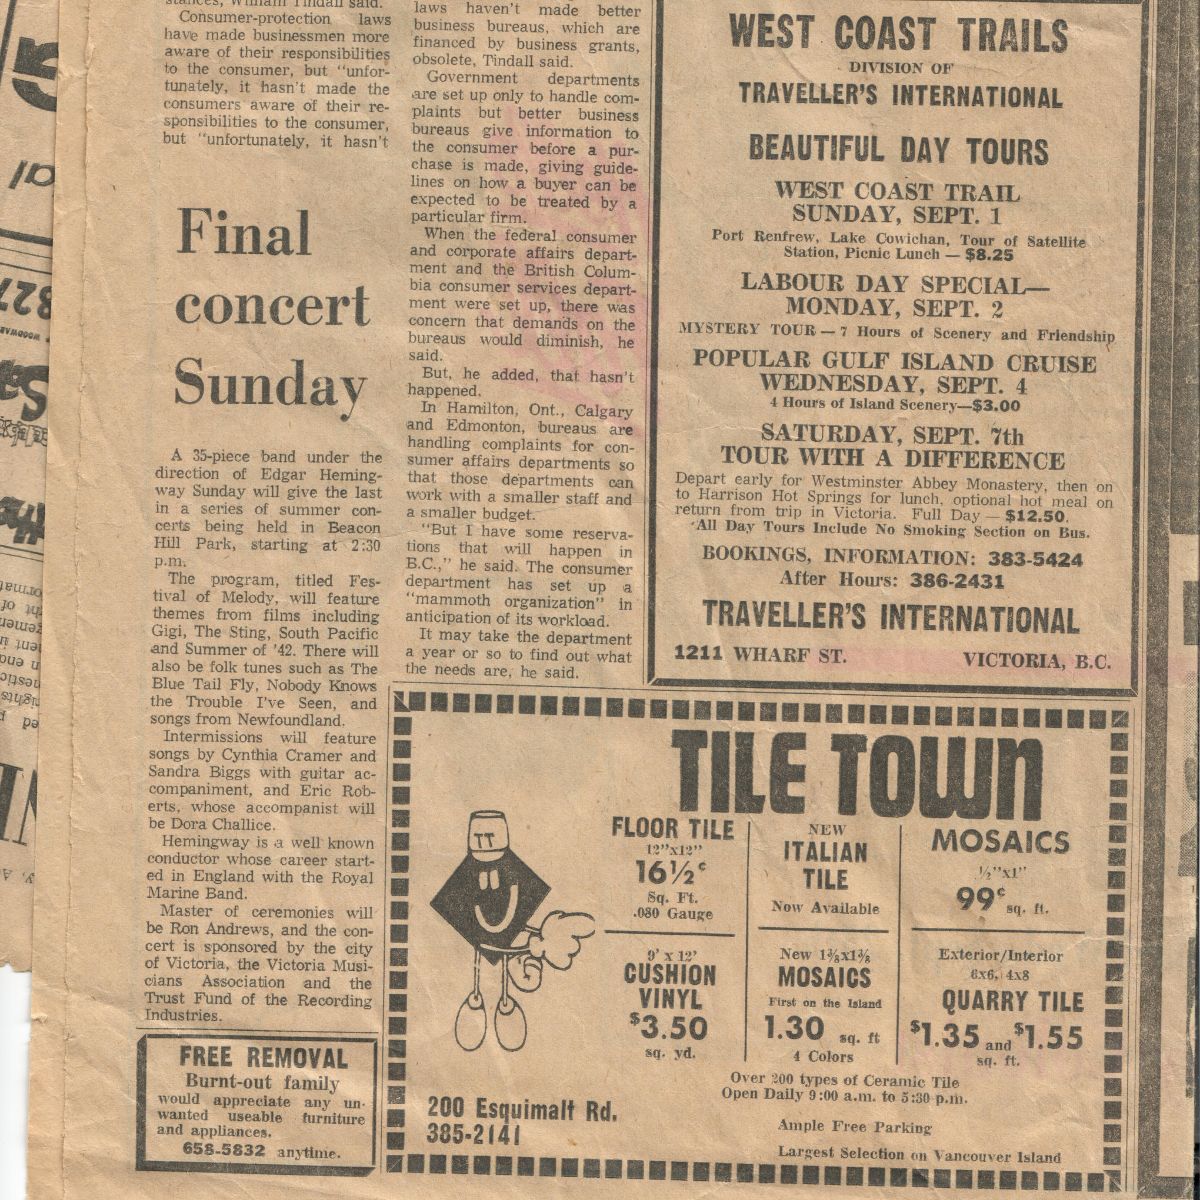 stances, William Tindall said.
Consumer-protection laws
have made businessmen more
aware of their responsibilities
to the consumer, but "unfor-
tunately, it hasn't made the
consumers aware of their re-
sponsibilities to the consumer,
but "unfortunately, it hasn't
Final
concert
Sunday
A 35-piece band under the
direction of Edgar Heming-
way Sunday will give the last
in a series of summer con-
certs being held in Beacon
Hill Park, starting at 2:30
p.m.
The program, titled Fes-
tival of Melody, will feature
themes from films including
Gigi, The Sting, South Pacific
and Summer of '42. There will
also be folk tunes such as The
Blue Tail Fly, Nobody Knows
the Trouble I've Seen, and
songs from Newfoundland.
Intermissions will feature
songs by Cynthia Cramer and
Sandra Biggs with guitar ac-
companiment, and Eric Rob-
erts, whose accompanist will
be Dora Challice.
Hemingway is a well known
conductor whose career start-
ed in England with the Royal
Marine Band.
Master of ceremonies will
be Ron Andrews, and the con-
cert is sponsored by the city
of Victoria, the Victoria Musi-
cians Association and the
Trust Fund of the Recording
Industries.
FREE REMOVAL
Burnt-out family
would appreciate any un-
wanted useable furniture
and appliances.
658-5832 anytime.
laws haven't made better
business bureaus, which are
financed by business grants,
obsolete, Tindall said.
Government departments
are set up only to handle com-
plaints but better business
bureaus give information to
the consumer before a pur-
chase is made, giving guide-
lines on how a buyer can be
expected to be treated by a
particular firm.
When the federal consumer
and corporate affairs depart-
ment and the British Colum-
bia consumer services depart-
ment were set up, there was
concern that demands on the
bureaus would diminish, he
said.
But, he added, that hasn't
happened.
In Hamilton, Ont., Calgary
and Edmonton, bureaus are
handling complaints for con-
sumer affairs departments so
that those departments can
work with a smaller staff and
a smaller budget.
"But I have some reserva-
tions that will happen in
B.C.," he said. The consumer
department has set up a
"mammoth organization" in
anticipation of its workload.
It may take the department
a year or so to find out what
the needs are, he said.
WEST COAST TRAILS
DIVISION OF
TRAVELLER'S INTERNATIONAL
BEAUTIFUL DAY TOURS
WEST COAST TRAIL
SUNDAY, SEPT. 1
Port Renfrew, Lake Cowichan, Tour of Satellite
Station, Picnic Lunch — $8.25
LABOUR DAY SPECIAL—
MONDAY, SEPT. 2
MYSTERY TOUR — 7 Hours of Scenery and Friendship
POPULAR GULF ISLAND CRUISE
WEDNESDAY, SEPT. 4
4 Hours of Island Scenery—$3.00
SATURDAY, SEPT. 7th
TOUR WITH A DIFFERENCE
Depart early for Westminster Abbey Monastery, then on
to Harrison Hot Springs for lunch, optional hot meal on
return from trip in Victoria. Full Day — $12.50.
*All Day Tours Include No Smoking Section on Bus.
BOOKINGS, INFORMATION: 383-5424
After Hours: 386-2431
TRAVELLER'S INTERNATIONAL
1211 WHARF ST. VICTORIA, B.C.
TILE TOWN
TT
FLOOR TILE
12"x12"
16½¢
Sq. Ft.
.080 Gauge
NEW
ITALIAN
TILE
Now Available
MOSAICS
½"x1"
99¢ sq. ft.
9' x 12'
CUSHION
VINYL
$3.50
sq. yd.
New 1⅜x1⅜
MOSAICS
First on the Island
1.30 sq. ft
4 Colors
Exterior/Interior
6x6, 4x8
QUARRY TILE
$1.35 and $1.55
sq. ft.
Over 200 types of Ceramic Tile
Open Daily 9:00 a.m. to 5:30 p.m.
200 Esquimalt Rd.
385-2141
Ample Free Parking
Largest Selection on Vancouver Island